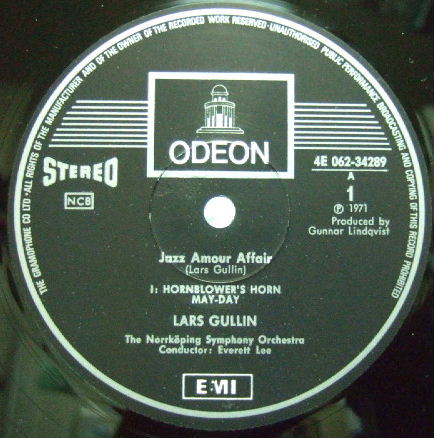 THE GRAMOPHONE CO LTD · ALL RIGHTS OF THE MANUFACTURER AND OF THE OWNER OF THE RECORDED WORK RESERVED · UNAUTHORISED PUBLIC PERFORMANCE BROADCASTING AND COPYING OF THIS RECORD PROHIBITED
ODEON
STEREO
NCB
4E 062-34289
A
1
℗ 1971
Produced by
Gunnar Lindqvist
Jazz Amour Affair
(Lars Gullin)
I: HORNBLOWER'S HORN
MAY-DAY
LARS GULLIN
The Norrköping Symphony Orchestra
Conductor: Everett Lee
EMI